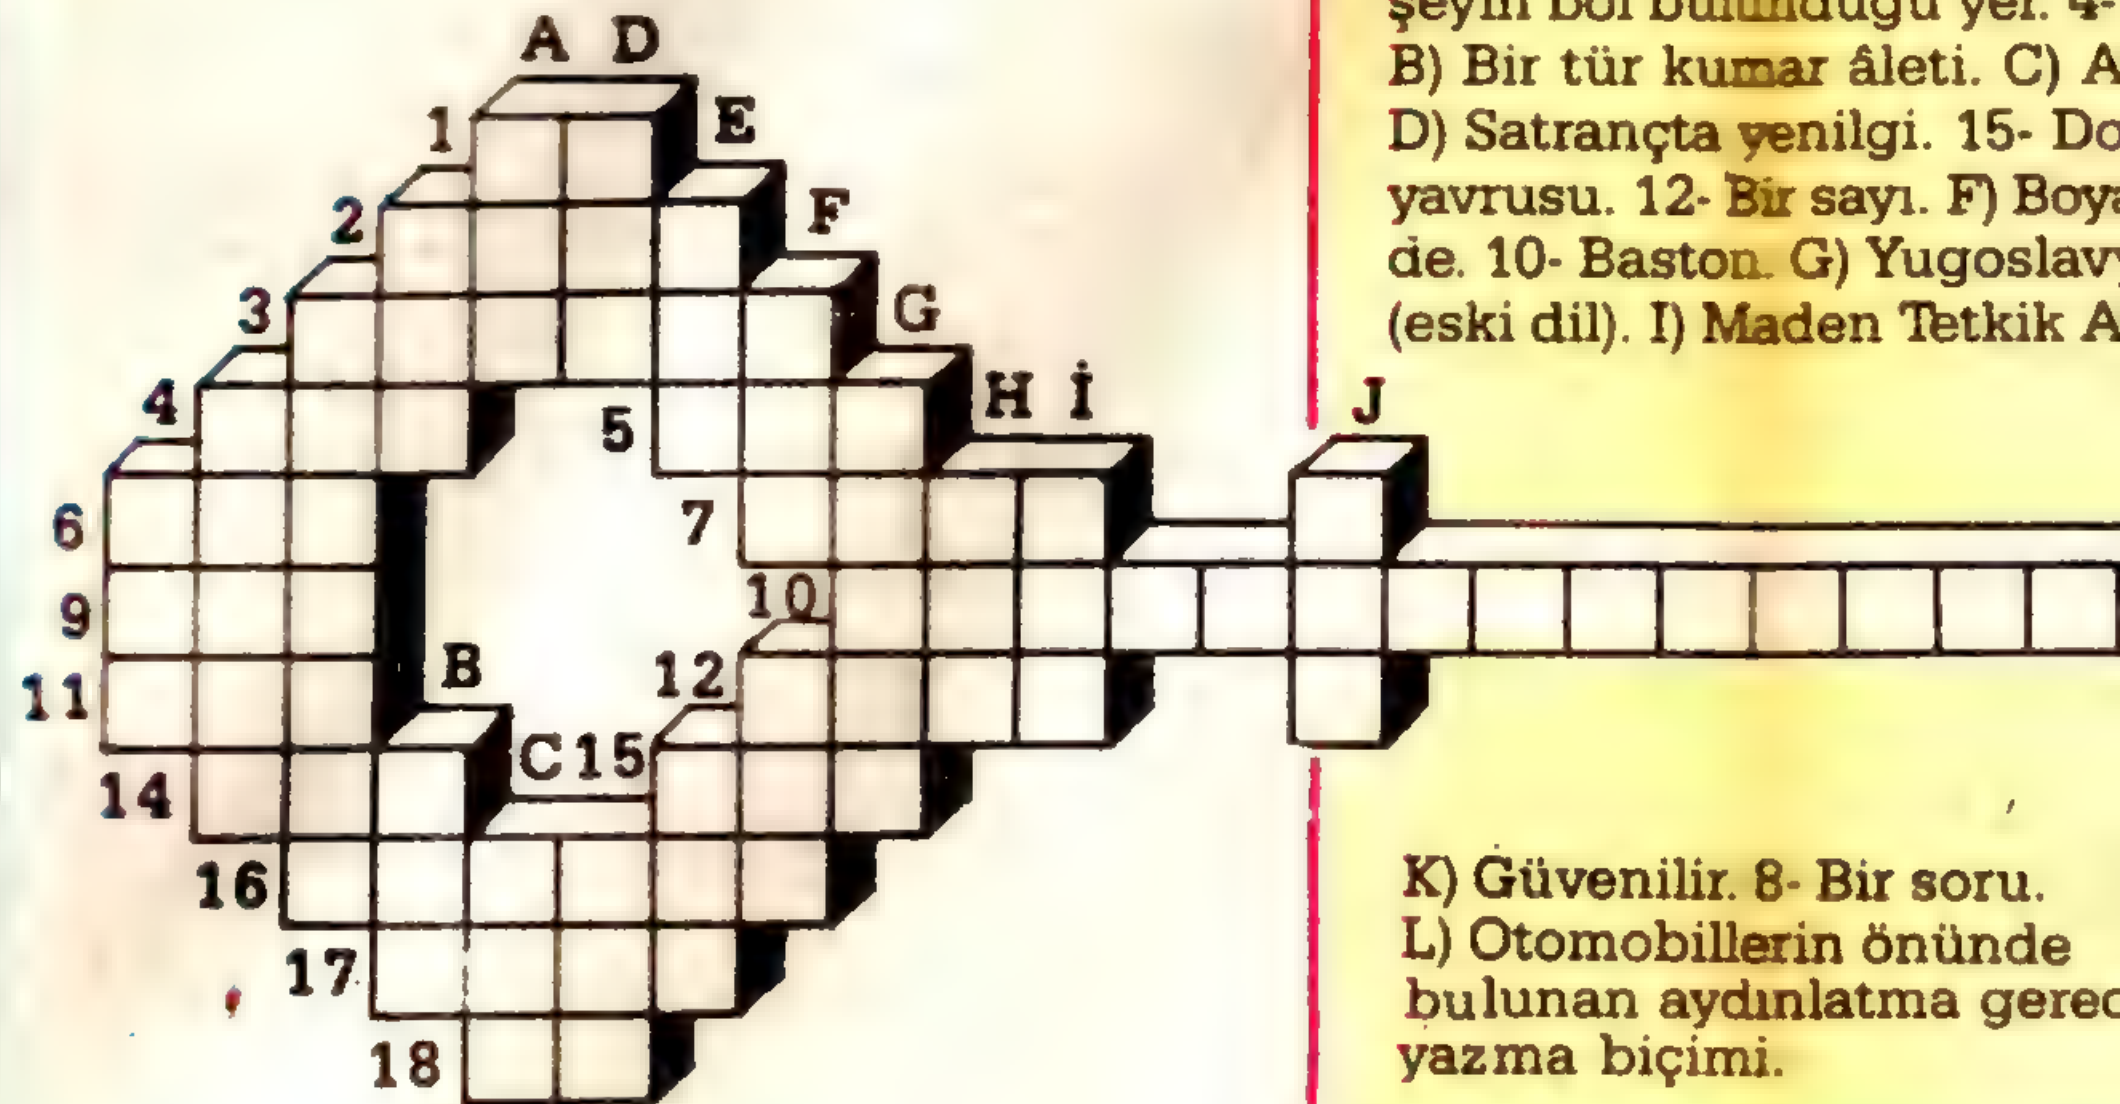 A D
1 E
2 F
3 G
4 5 H İ J
6 7
9 10
11 B 12
14 C 15
16
17
18
şeyin bol bulunduğu yer. 4-
B) Bir tür kumar âleti. C) A
D) Satrançta yenilgi. 15- Do
yavrusu. 12- Bir sayı. F) Boya
de. 10- Baston. G) Yugoslavy
(eski dil). I) Maden Tetkik A
K) Güvenilir. 8- Bir soru.
L) Otomobillerin önünde
bulunan aydınlatma gerec
yazma biçimi.